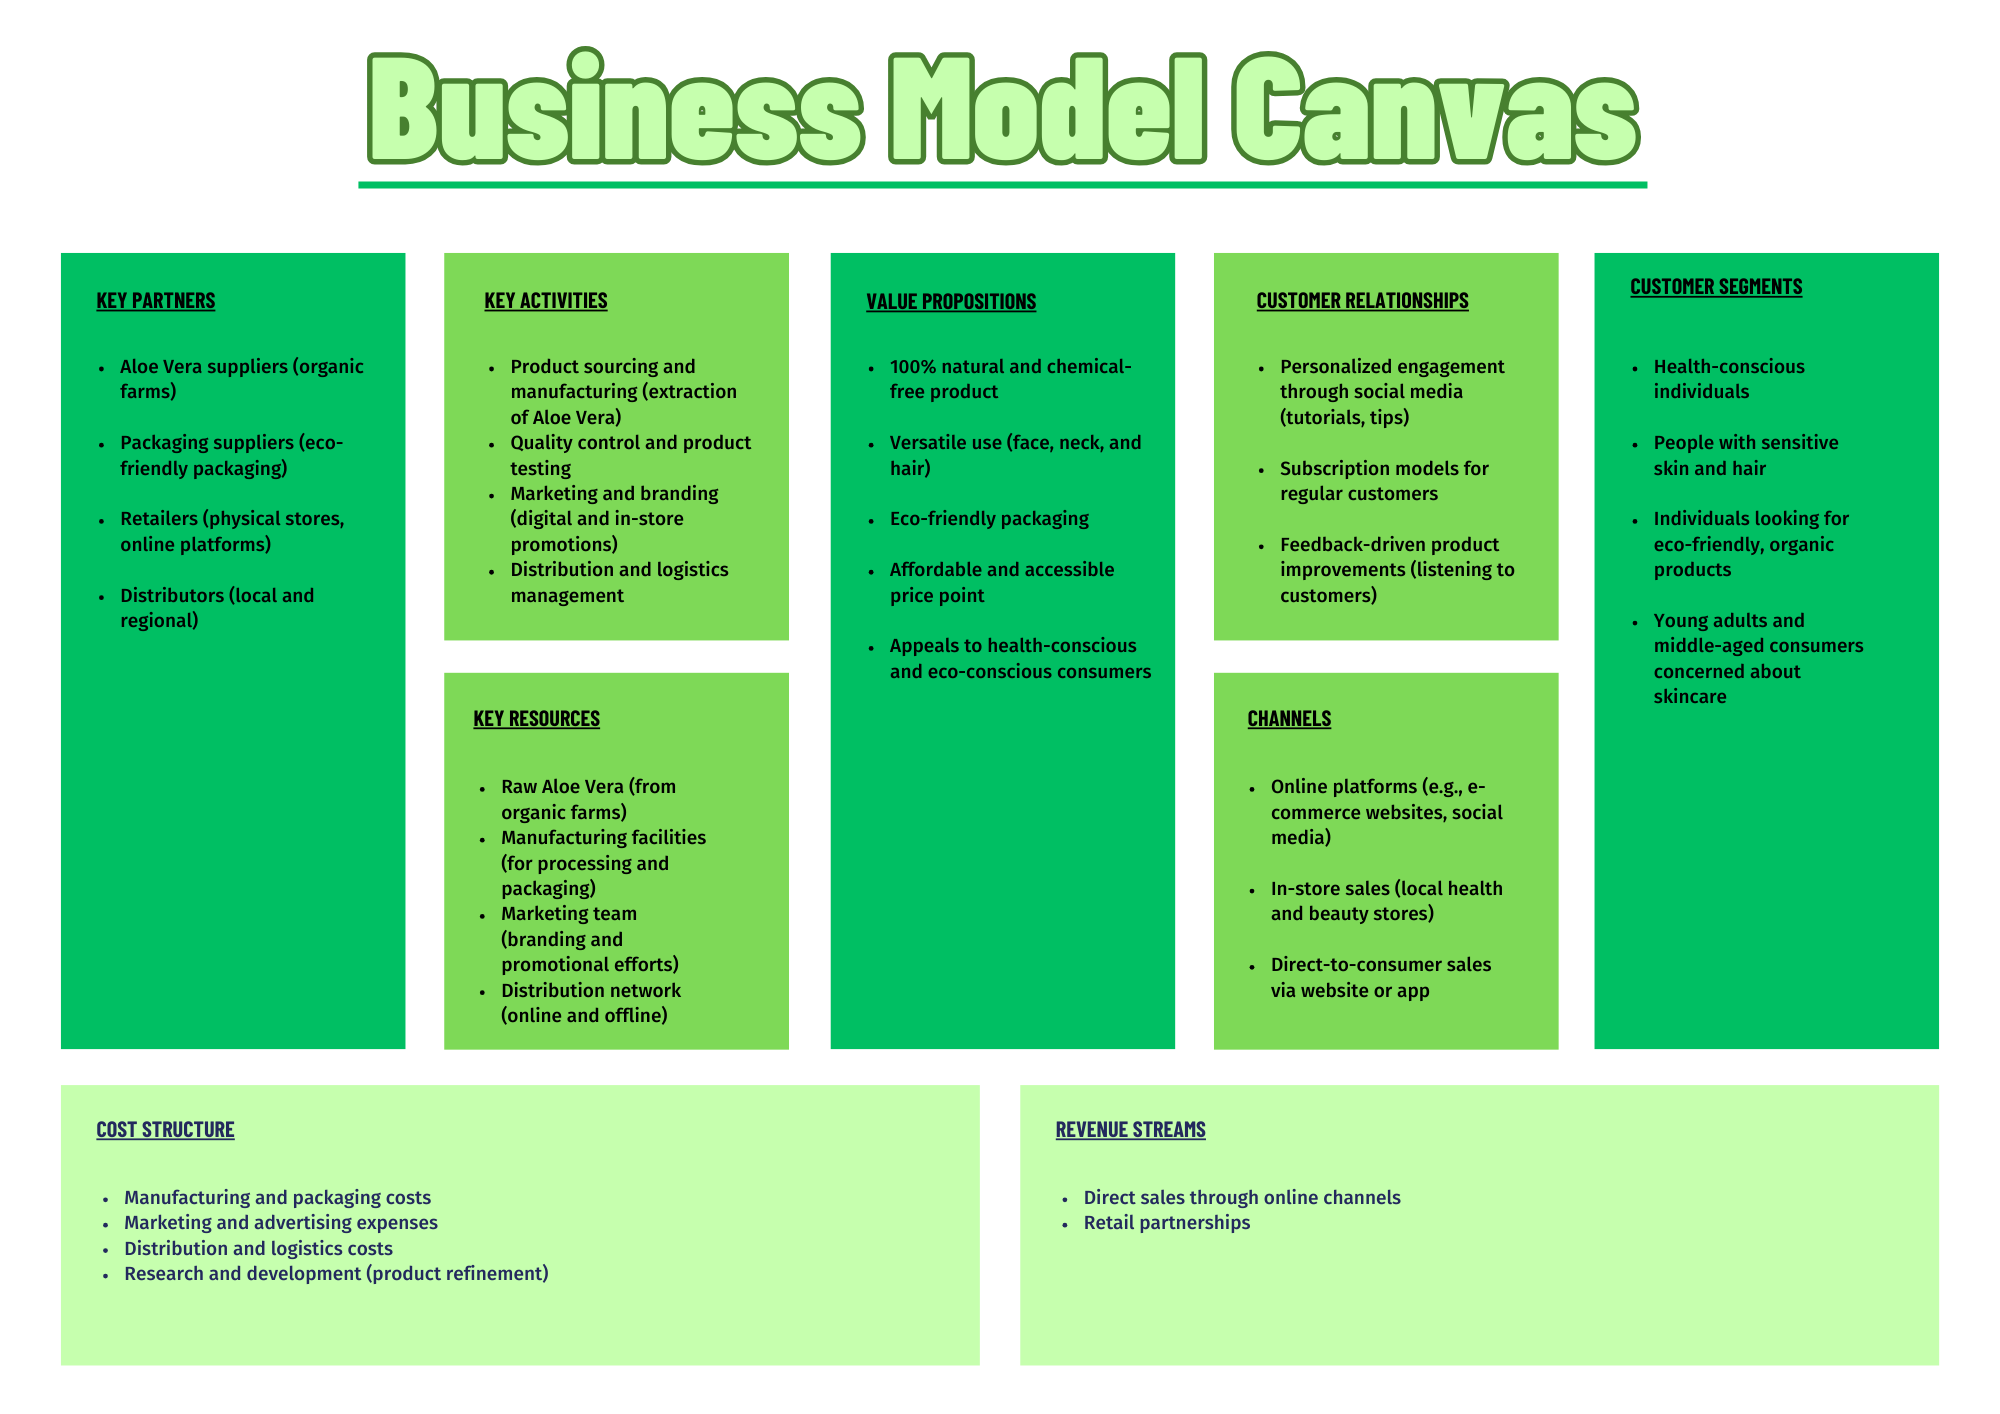 Business Model Canvas
KEY PARTNERS
• Aloe Vera suppliers (organic
farms)
• Packaging suppliers (eco-
friendly packaging)
• Retailers (physical stores,
online platforms)
• Distributors (local and
regional)
KEY ACTIVITIES
• Product sourcing and
manufacturing (extraction
of Aloe Vera)
• Quality control and product
testing
• Marketing and branding
(digital and in-store
promotions)
• Distribution and logistics
management
KEY RESOURCES
• Raw Aloe Vera (from
organic farms)
• Manufacturing facilities
(for processing and
packaging)
• Marketing team
(branding and
promotional efforts)
• Distribution network
(online and offline)
VALUE PROPOSITIONS
• 100% natural and chemical-
free product
• Versatile use (face, neck, and
hair)
• Eco-friendly packaging
• Affordable and accessible
price point
• Appeals to health-conscious
and eco-conscious consumers
CUSTOMER RELATIONSHIPS
• Personalized engagement
through social media
(tutorials, tips)
• Subscription models for
regular customers
• Feedback-driven product
improvements (listening to
customers)
CHANNELS
• Online platforms (e.g., e-
commerce websites, social
media)
• In-store sales (local health
and beauty stores)
• Direct-to-consumer sales
via website or app
CUSTOMER SEGMENTS
• Health-conscious
individuals
• People with sensitive
skin and hair
• Individuals looking for
eco-friendly, organic
products
• Young adults and
middle-aged consumers
concerned about
skincare
COST STRUCTURE
• Manufacturing and packaging costs
• Marketing and advertising expenses
• Distribution and logistics costs
• Research and development (product refinement)
REVENUE STREAMS
• Direct sales through online channels
• Retail partnerships